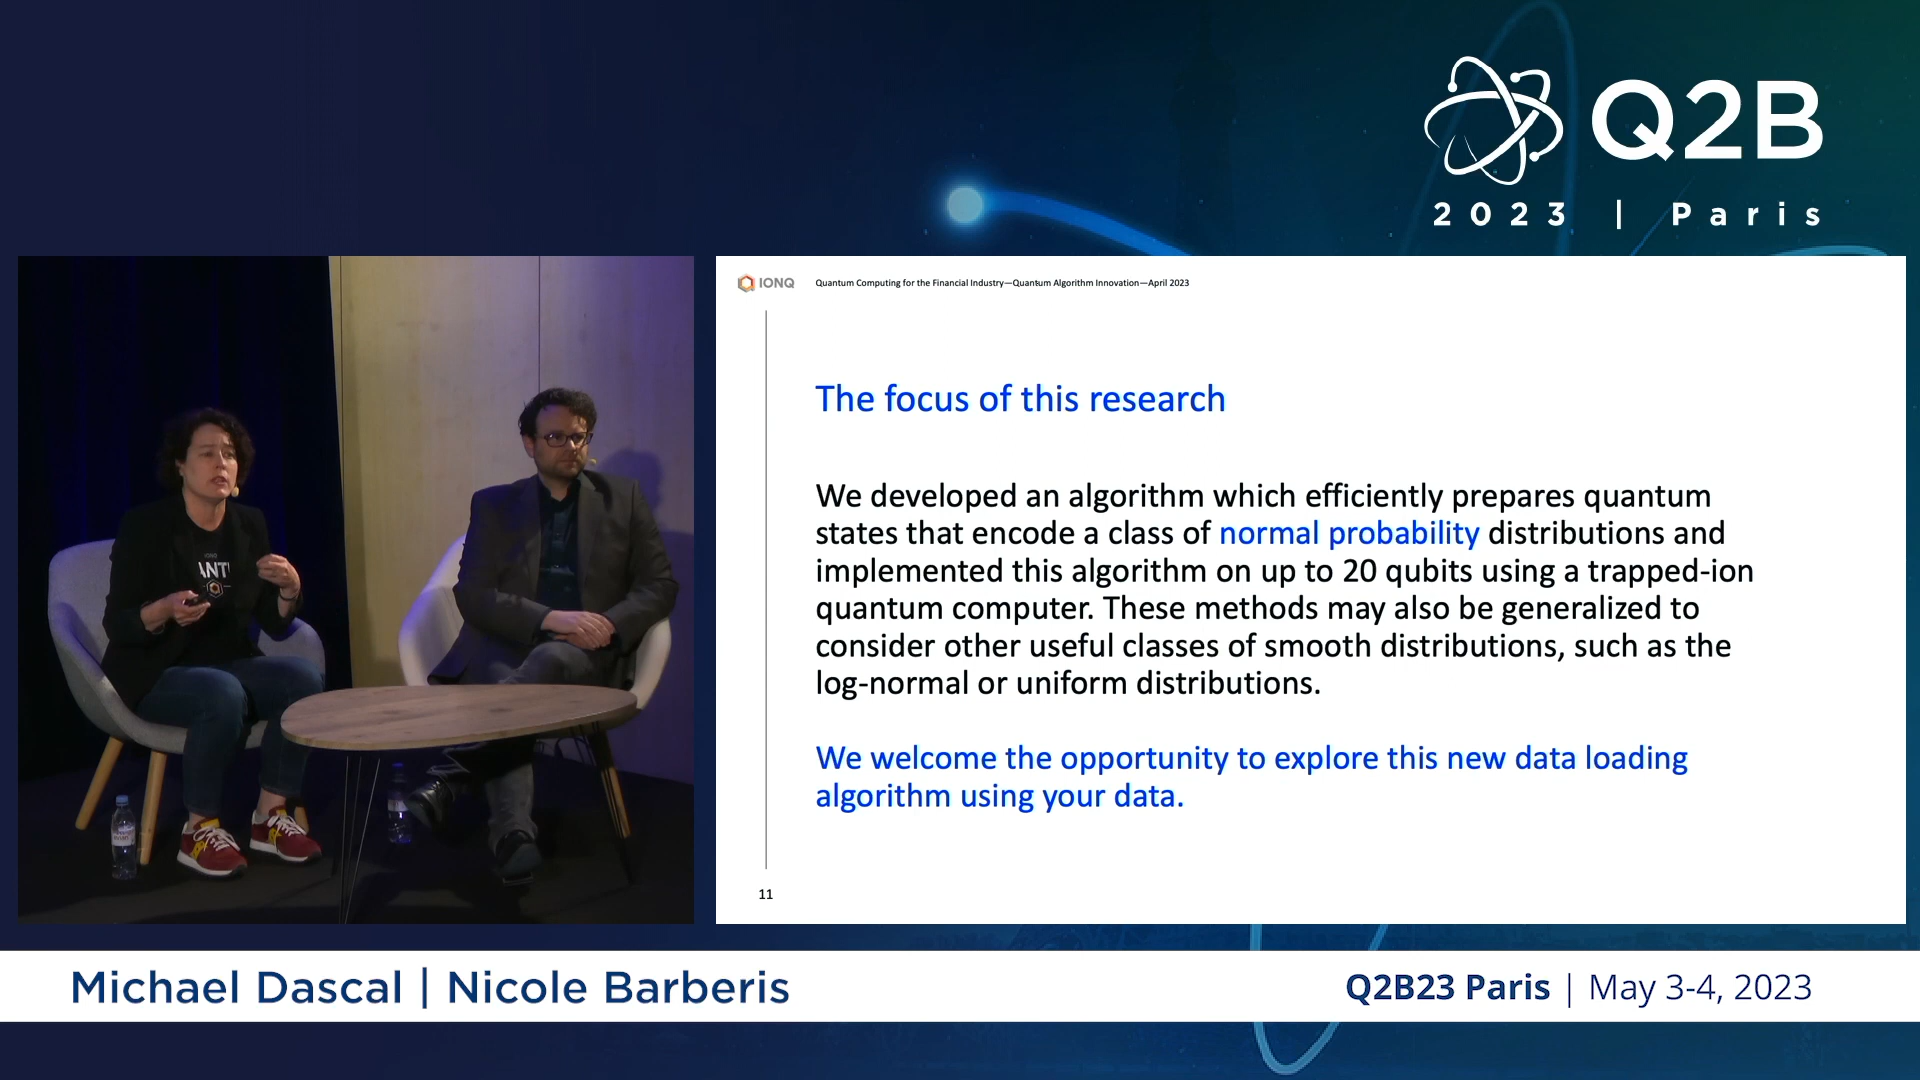 Q2B
2023 | Paris
IONQ
Quantum Computing for the Financial Industry—Quantum Algorithm Innovation—April 2023
The focus of this research
We developed an algorithm which efficiently prepares quantum
states that encode a class of normal probability distributions and
implemented this algorithm on up to 20 qubits using a trapped-ion
quantum computer. These methods may also be generalized to
consider other useful classes of smooth distributions, such as the
log-normal or uniform distributions.
We welcome the opportunity to explore this new data loading
algorithm using your data.
11
IONQ
ANT
Michael Dascal | Nicole Barberis
Q2B23 Paris | May 3-4, 2023